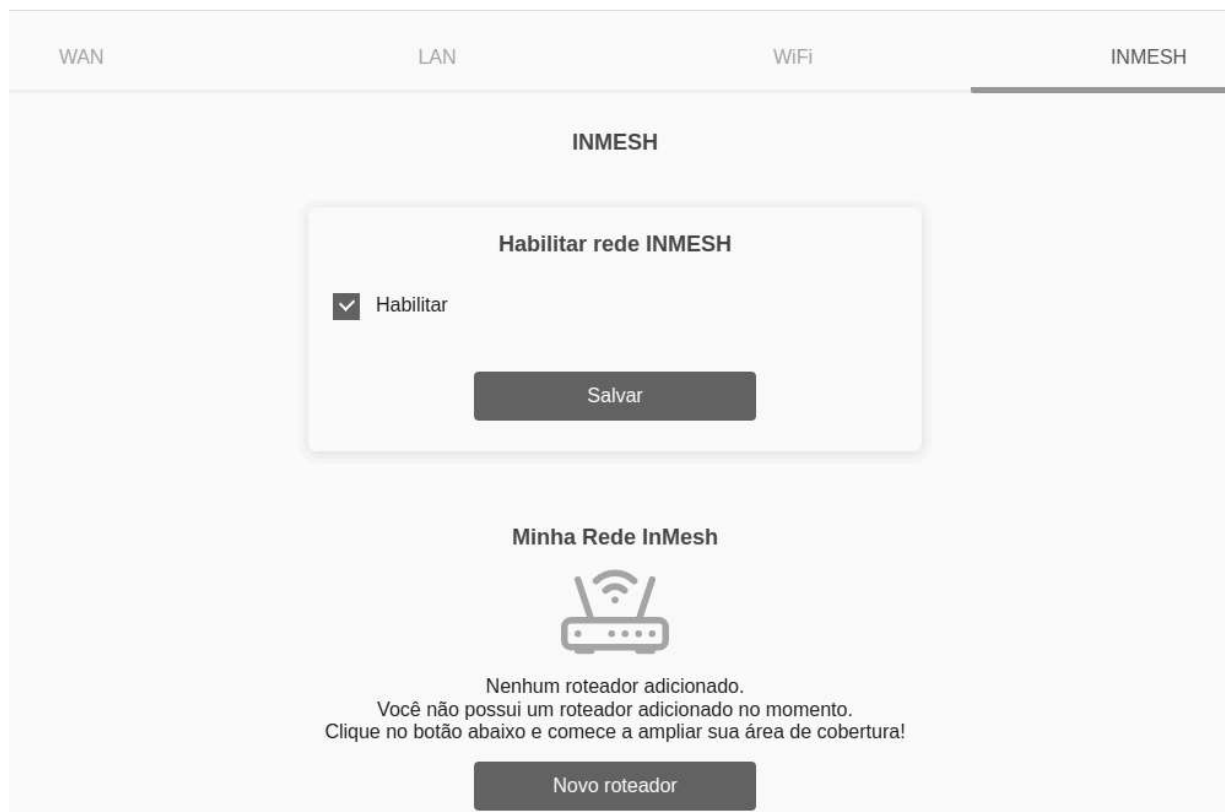 WAN
LAN
WiFi
INMESH
INMESH
Habilitar rede INMESH
Habilitar
Salvar
Minha Rede InMesh
Nenhum roteador adicionado.
Você não possui um roteador adicionado no momento.
Clique no botão abaixo e comece a ampliar sua área de cobertura!
Novo roteador